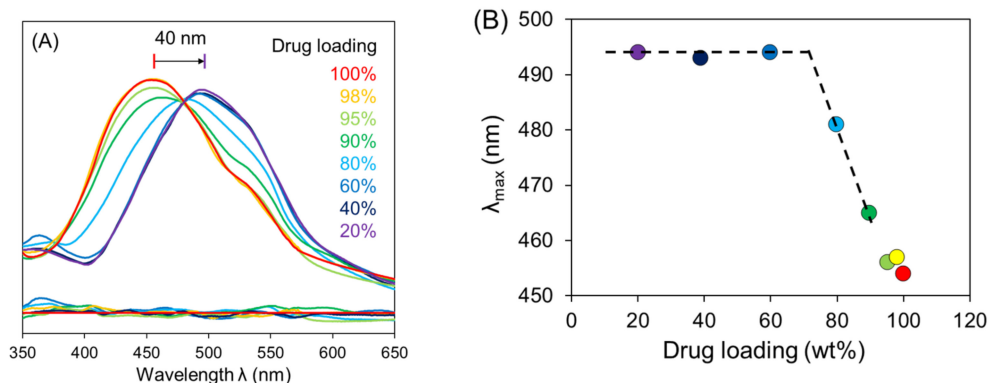 (A)
40 nm
Drug loading
100%
98%
95%
90%
80%
60%
40%
20%
350 400 450 500 550 600 650
Wavelength λ (nm)
(B)
500
490
480
470
460
450
λmax (nm)
0 20 40 60 80 100 120
Drug loading (wt%)